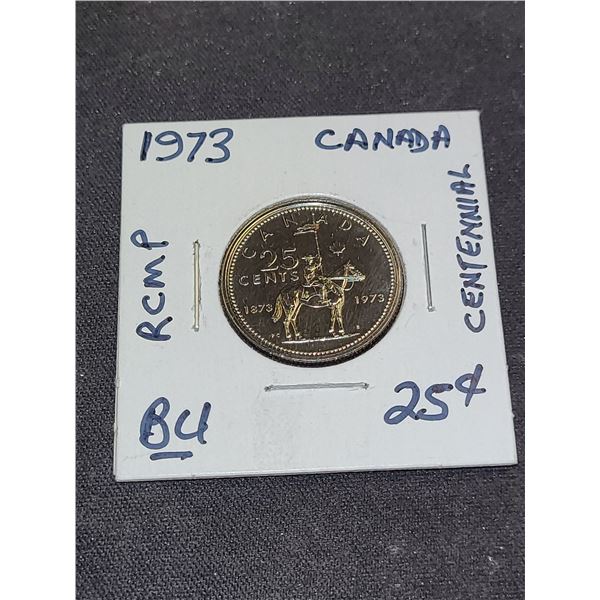 1973 CANADA
RCMP
CENTENNIAL
CANADA
25
CENTS
1873 1973
BU
25¢